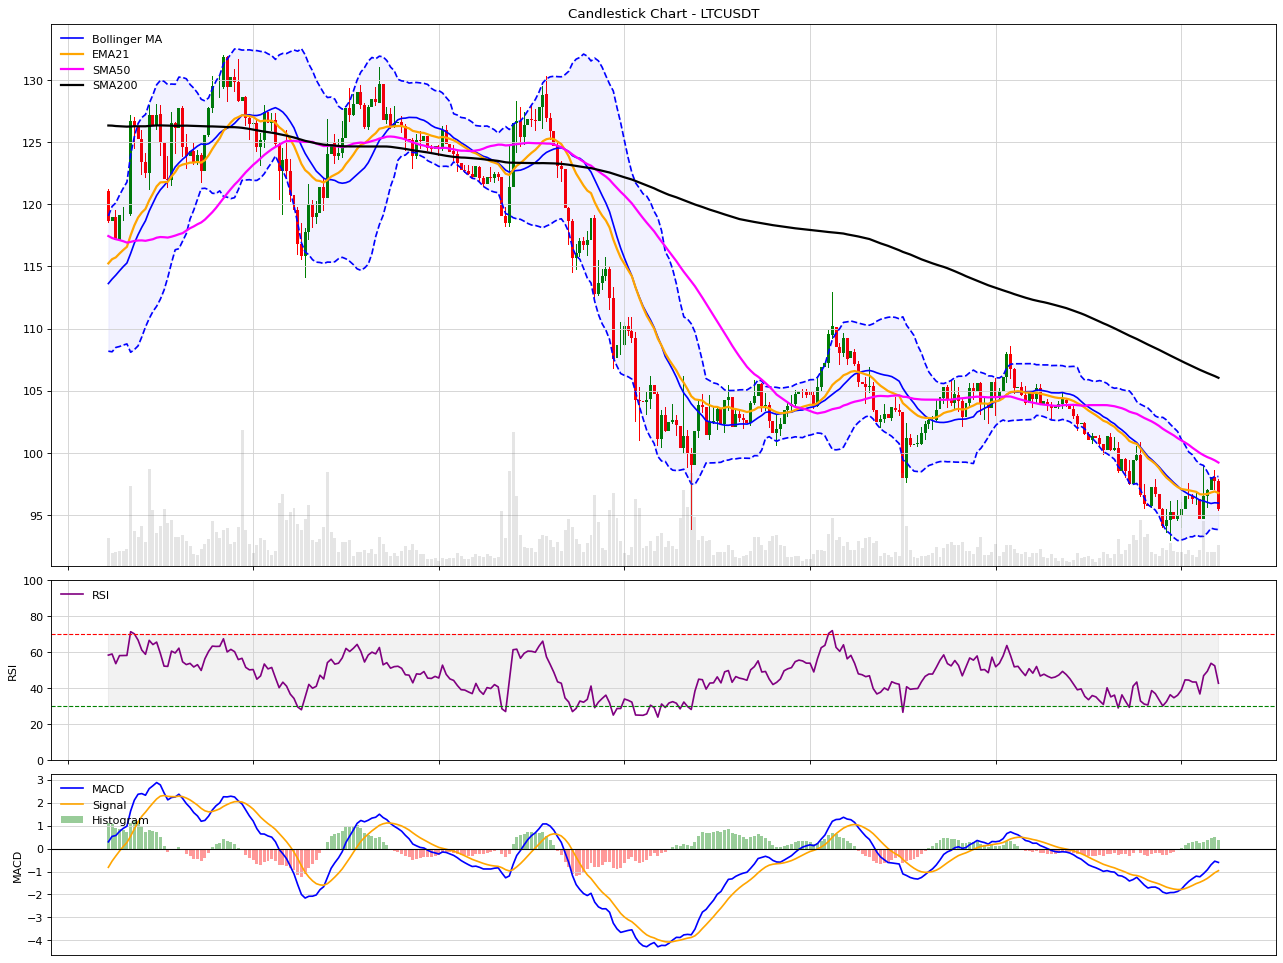 Candlestick Chart - LTCUSDT
Bollinger MA
EMA21
SMA50
SMA200
130
125
120
115
110
105
100
95
RSI
100
80
60
40
20
0
RSI
MACD
Signal
Histogram
3
2
1
0
−1
−2
−3
−4
MACD